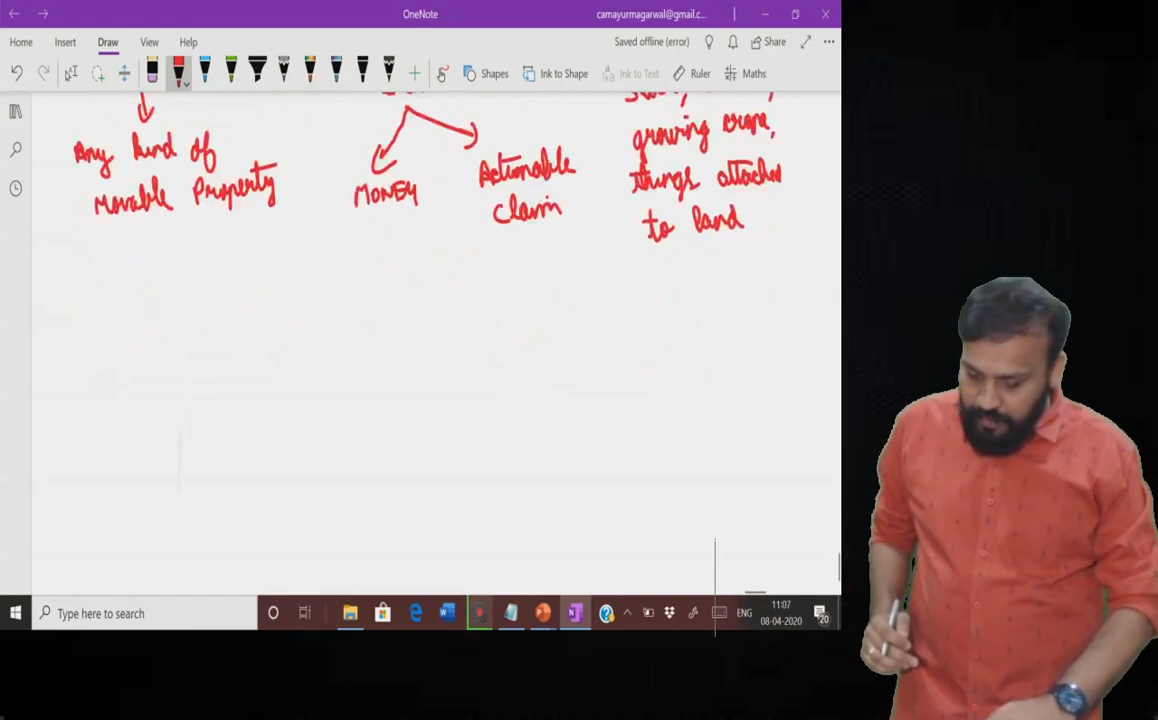 OneNote
camayurmagarwal@gmail.c...
Home Insert Draw View Help
Saved offline (error)
Share
Shapes
Ink to Shape
Ink to Text
Ruler
Maths
growing crops,
Any kind of
Movable Property
MONEY
Actionable
Claim
things attached
to land
Type here to search
ENG
11:07
08-04-2020
20